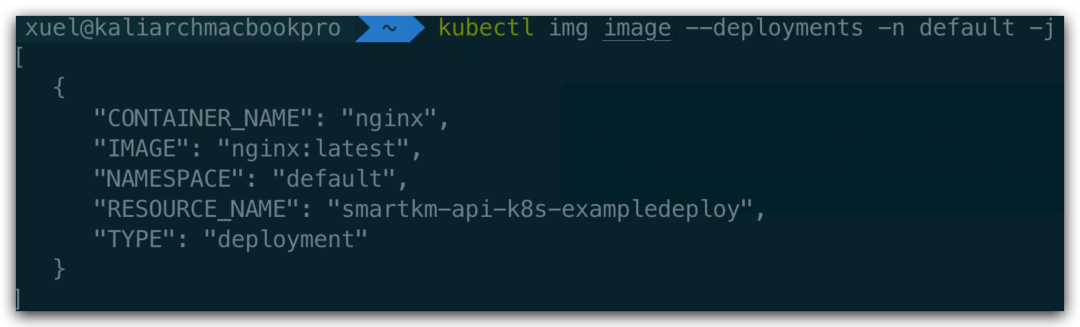 xuel@kaliarchmacbookpro ~ kubectl img image --deployments -n default -j
[
{
"CONTAINER_NAME": "nginx",
"IMAGE": "nginx:latest",
"NAMESPACE": "default",
"RESOURCE_NAME": "smartkm-api-k8s-exampledeploy",
"TYPE": "deployment"
}
]